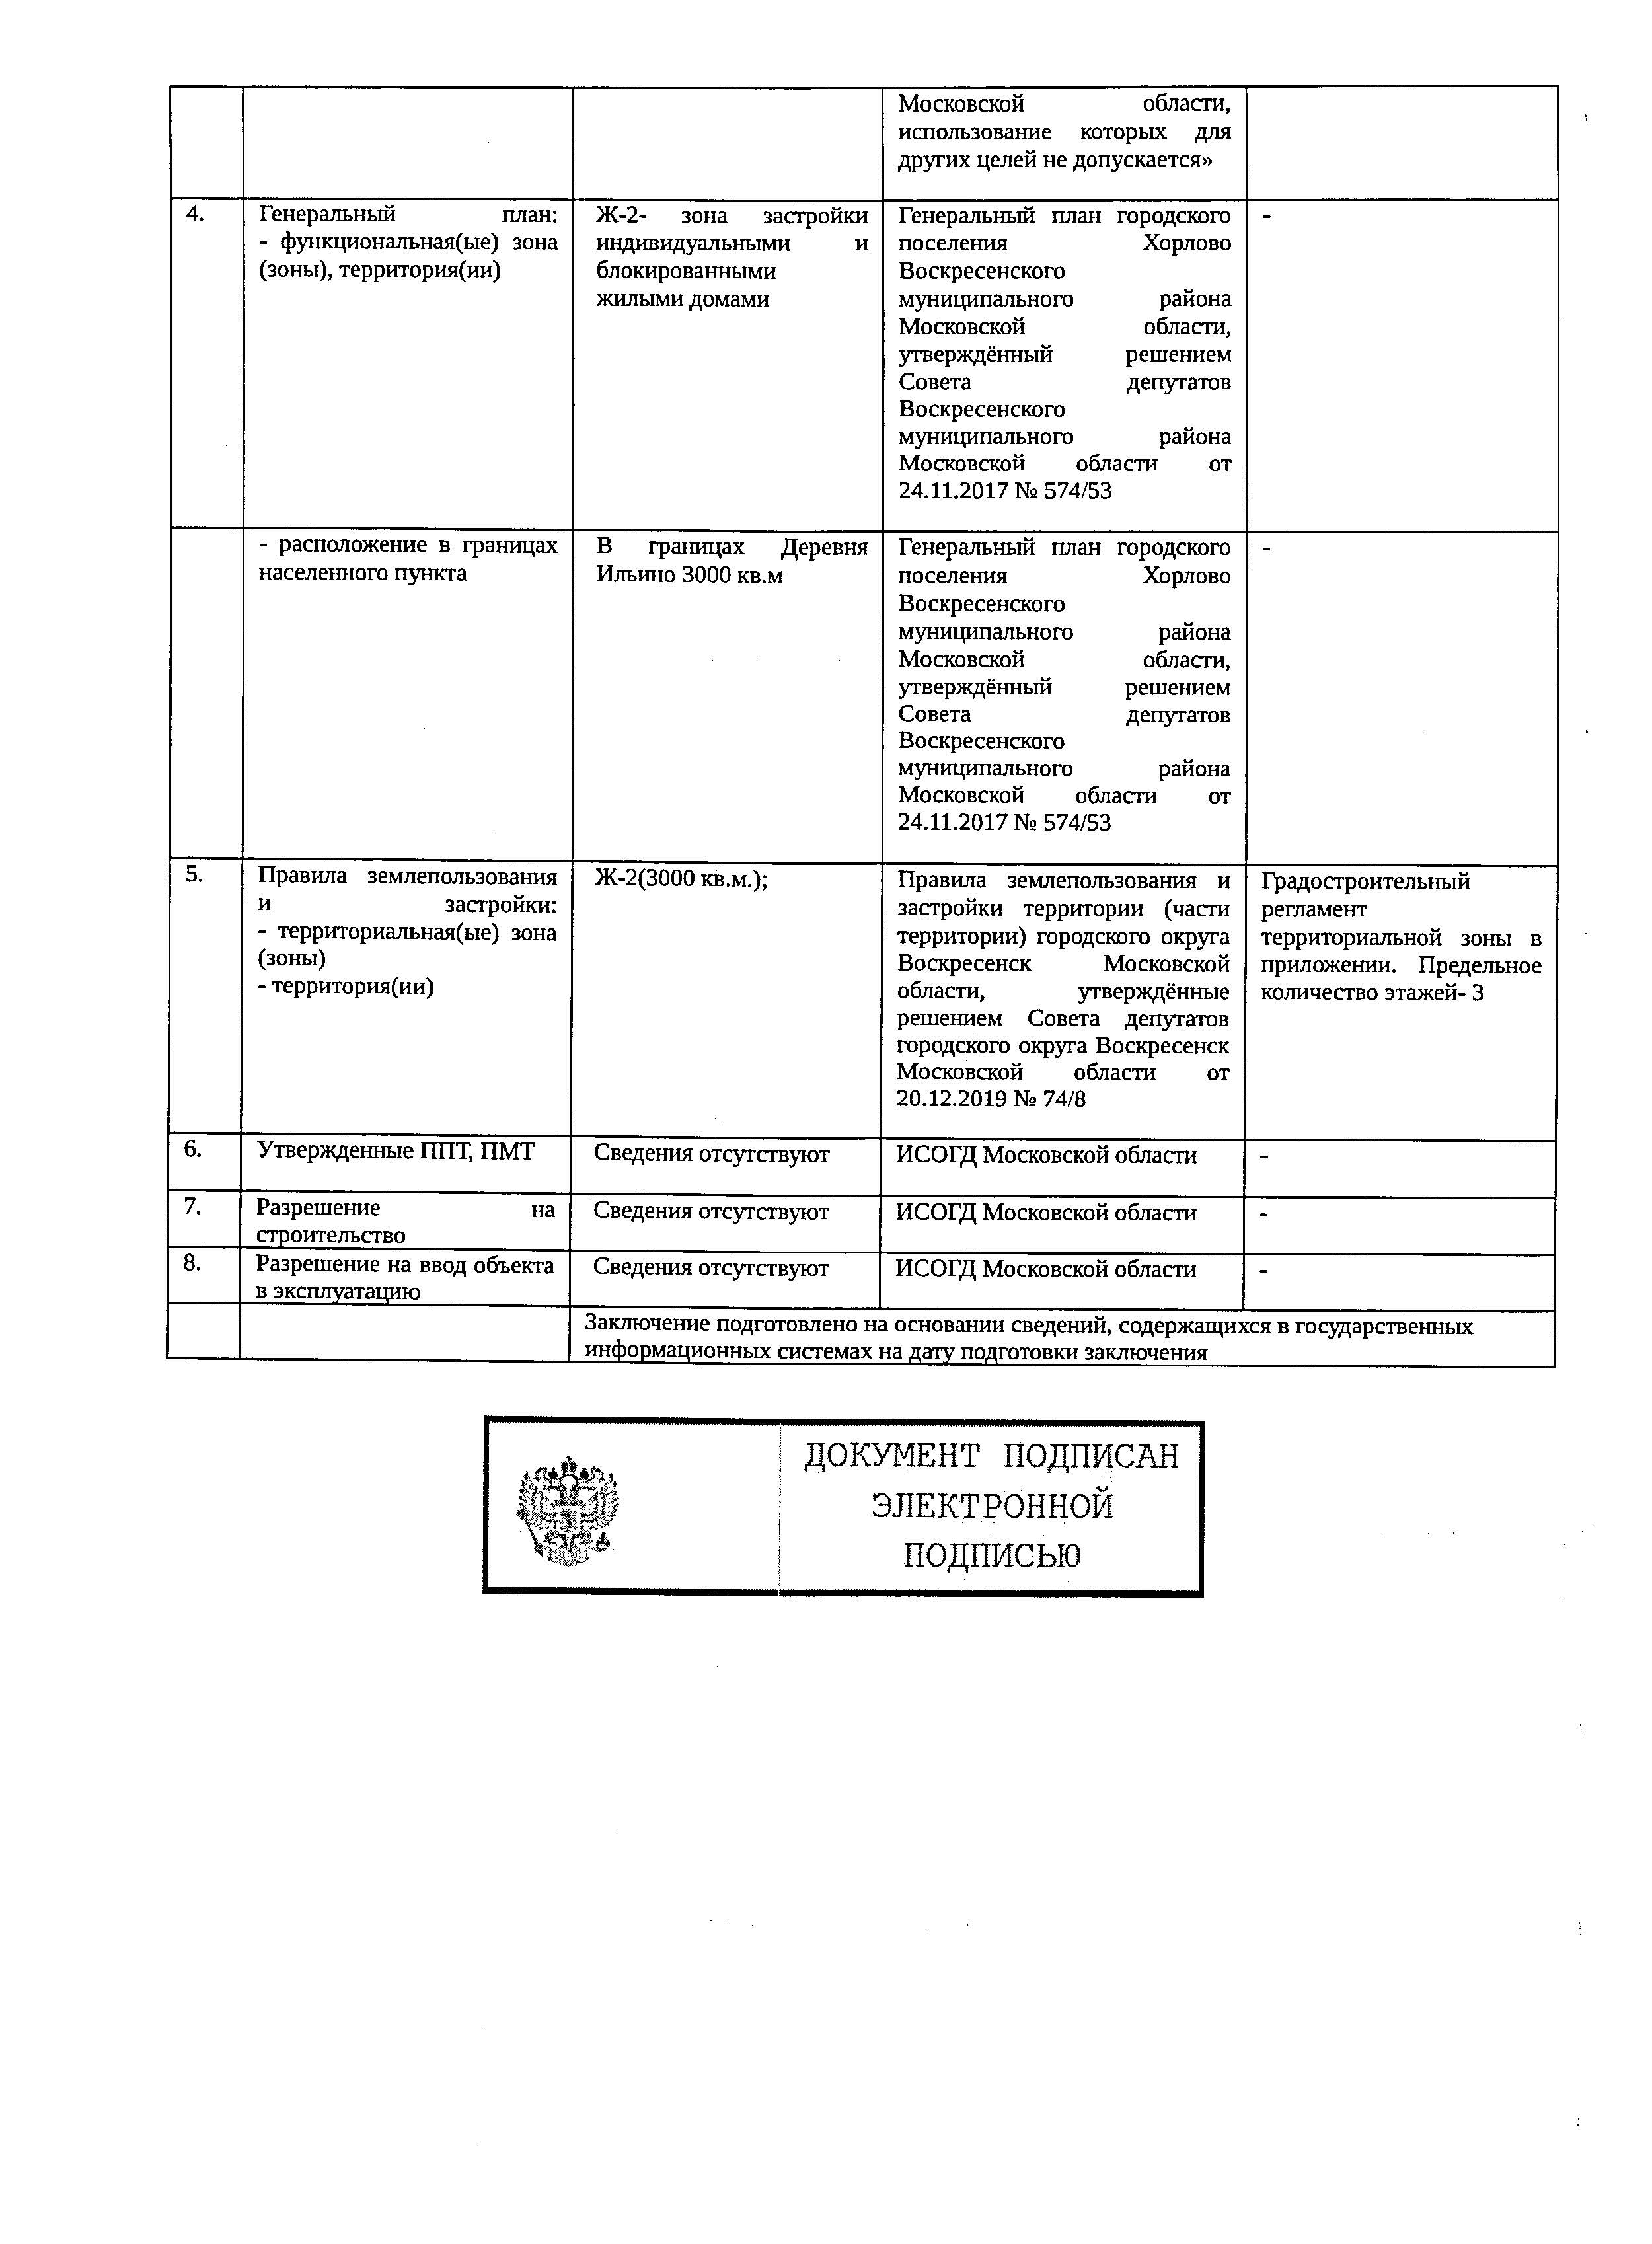 Московской области,
использование которых для
других целей не допускается»
4.
Генеральный план:
- функциональная(ые) зона
(зоны), территория(ии)
Ж-2- зона застройки
индивидуальными и
блокированными
жилыми домами
Генеральный план городского
поселения Хорлово
Воскресенского
муниципального района
Московской области,
утверждённый решением
Совета депутатов
Воскресенского
муниципального района
Московской области от
24.11.2017 № 574/53
-
- расположение в границах
населенного пункта
В границах Деревня
Ильино 3000 кв.м
Генеральный план городского
поселения Хорлово
Воскресенского
муниципального района
Московской области,
утверждённый решением
Совета депутатов
Воскресенского
муниципального района
Московской области от
24.11.2017 № 574/53
-
5.
Правила землепользования
и застройки:
- территориальная(ые) зона
(зоны)
- территория(ии)
Ж-2(3000 кв.м.);
Правила землепользования и
застройки территории (части
территории) городского округа
Воскресенск Московской
области, утверждённые
решением Совета депутатов
городского округа Воскресенск
Московской области от
20.12.2019 № 74/8
Градостроительный
регламент
территориальной зоны в
приложении. Предельное
количество этажей- 3
6.
Утвержденные ППТ, ПМТ
Сведения отсутствуют
ИСОГД Московской области
-
7.
Разрешение на
строительство
Сведения отсутствуют
ИСОГД Московской области
-
8.
Разрешение на ввод объекта
в эксплуатацию
Сведения отсутствуют
ИСОГД Московской области
-
Заключение подготовлено на основании сведений, содержащихся в государственных
информационных системах на дату подготовки заключения
ДОКУМЕНТ ПОДПИСАН
ЭЛЕКТРОННОЙ
ПОДПИСЬЮ